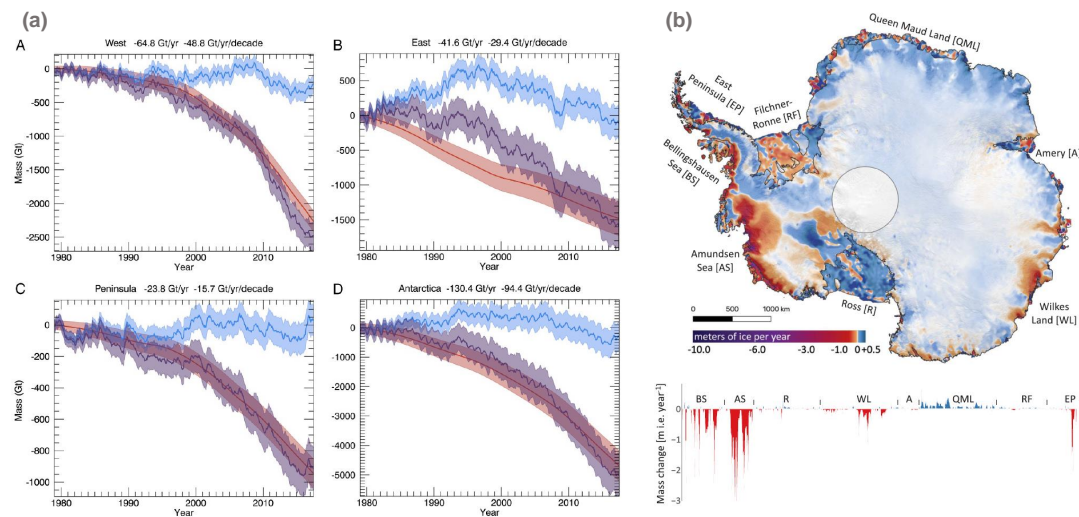 (a)
A
West -64.8 Gt/yr -48.8 Gt/yr/decade
0
-500
-1000
-1500
-2000
-2500
Mass (Gt)
1980 1990 2000 2010
Year
B
East -41.6 Gt/yr -29.4 Gt/yr/decade
500
0
-500
-1000
-1500
1980 1990 2000 2010
Year
C
Peninsula -23.8 Gt/yr -15.7 Gt/yr/decade
0
-200
-400
-600
-800
-1000
Mass (Gt)
1980 1990 2000 2010
Year
D
Antarctica -130.4 Gt/yr -94.4 Gt/yr/decade
1000
0
-1000
-2000
-3000
-4000
-5000
1980 1990 2000 2010
Year
(b)
Queen Maud Land [QML]
East
Peninsula [EP]
Filchner-
Ronne [RF]
Bellingshausen
Sea [BS]
Amery [A
Amundsen
Sea [AS]
Ross [R]
Wilkes
Land [WL]
0 500 1000 km
meters of ice per year
-10.0 -6.0 -3.0 -1.0 0 +0.5
BS AS R WL A QML RF EP
Mass change [m i.e. year⁻¹]
0
−1
−2
−3